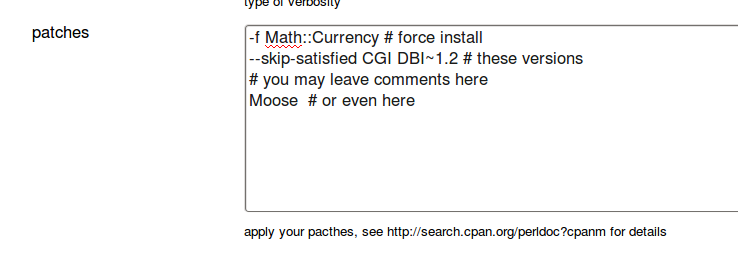 type of verbosity
patches
-f Math::Currency # force install
--skip-satisfied CGI DBI~1.2 # these versions
# you may leave comments here
Moose  # or even here
apply your pacthes, see http://search.cpan.org/perldoc?cpanm for details